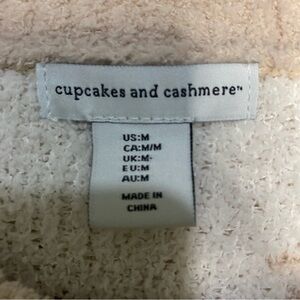 cupcakes and cashmere™
US:M
CA:M/M
UK:M-
EU:M
AU:M
MADE IN
CHINA